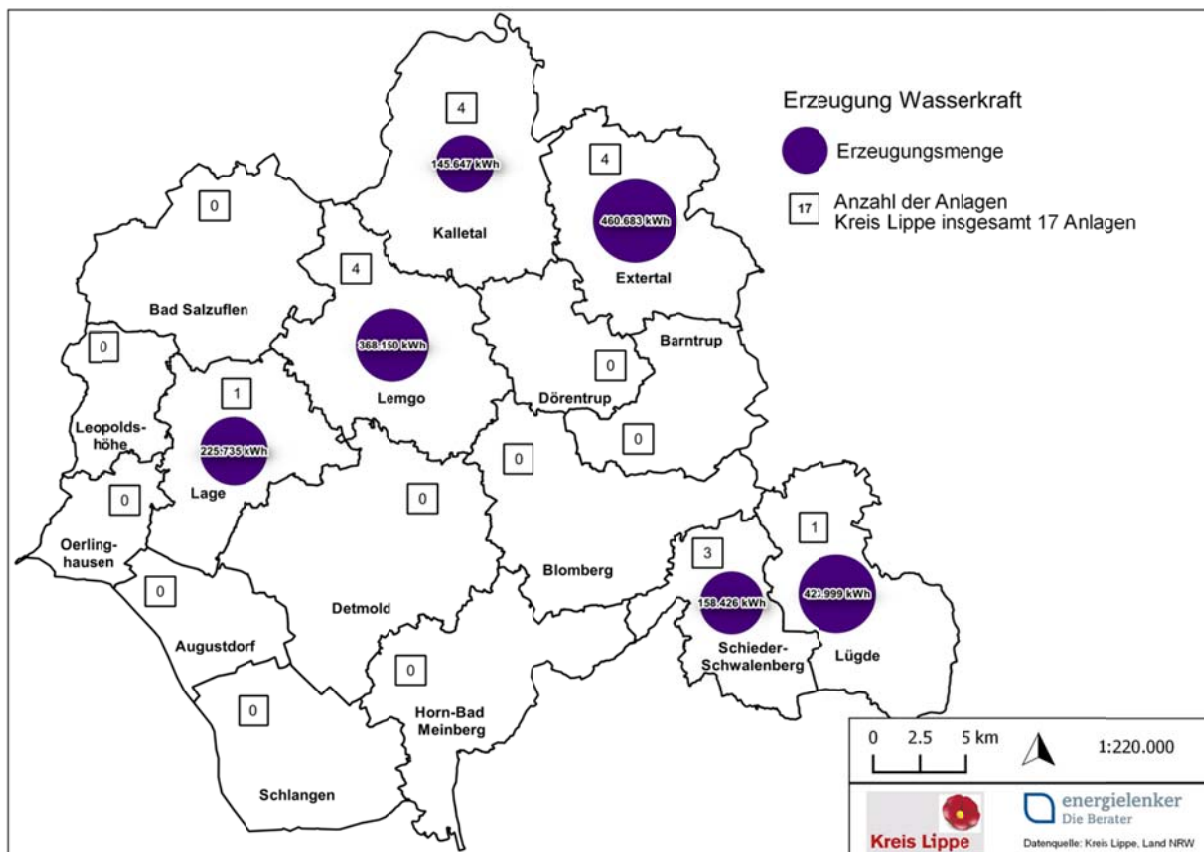 Erzeugung Wasserkraft
Erzeugungsmenge
17
Anzahl der Anlagen
Kreis Lippe insgesamt 17 Anlagen
4
145.647 kWh
Kalletal
4
460.683 kWh
Extertal
0
Bad Salzuflen
4
368.150 kWh
Lemgo
0
Leopolds-
höhe
1
225.735 kWh
Lage
0
Dörentrup
Barntrup
0
0
Oerling-
hausen
0
Detmold
0
Blomberg
3
158.426 kWh
Schieder-
Schwalenberg
1
kWh
Lügde
0
Augustdorf
0
Horn-Bad
Meinberg
0
Schlangen
0 2.5 5 km
1:220.000
Kreis Lippe
energielenker
Die Berater
Datenquelle: Kreis Lippe, Land NRW